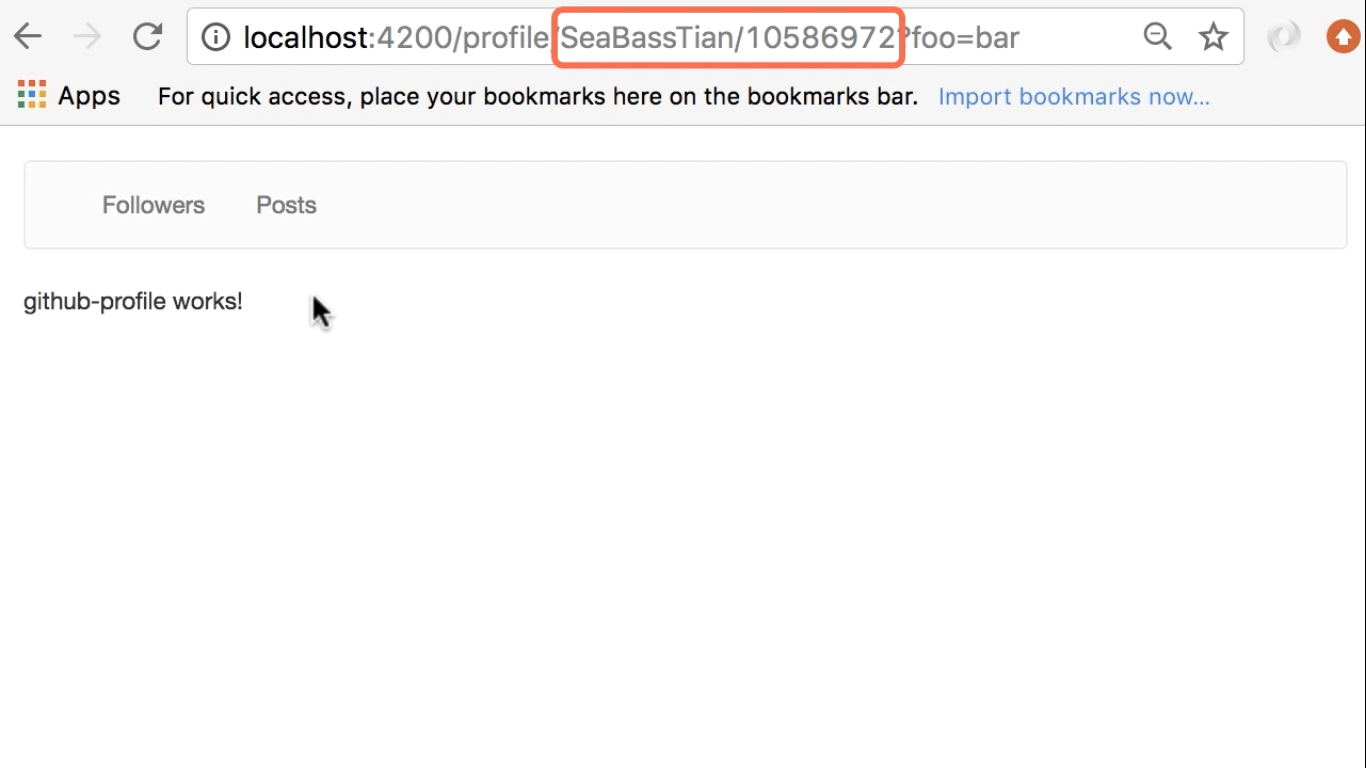 localhost:4200/profile/SeaBassTian/10586972?foo=bar
Apps For quick access, place your bookmarks here on the bookmarks bar. Import bookmarks now...
Followers Posts
github-profile works!